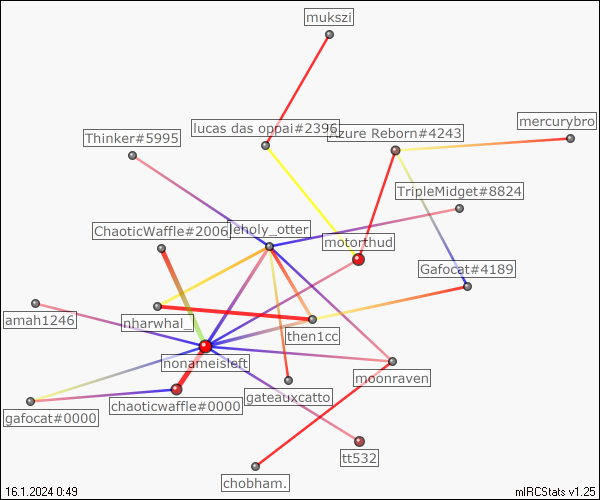 mukszi
mercurybro
lucas das oppai#2396
Azure Reborn#4243
Thinker#5995
TripleMidget#8824
ChaoticWaffle#2006
leholy_otter
motorthud
Gafocat#4189
amah1246
nharwhal_
then1cc
nonameisleft
moonraven
gateauxcatto
chaoticwaffle#0000
gafocat#0000
tt532
chobham.
16.1.2024 0:49
mIRCStats v1.25